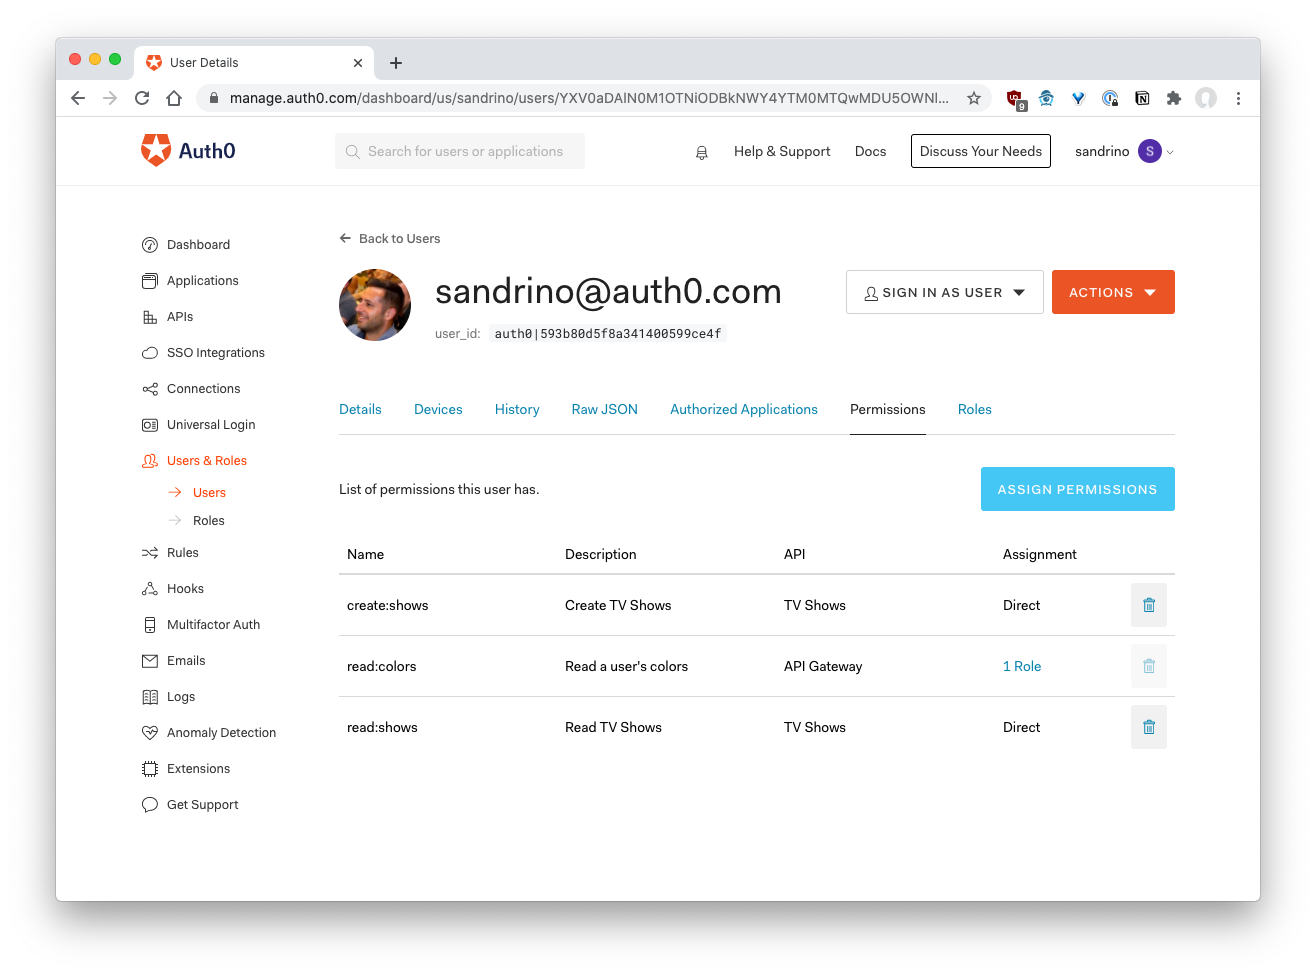 User Details
manage.auth0.com/dashboard/us/sandrino/users/YXV0aDAlN0M1OTNiODBkNWY4YTM0MTQwMDU5OWNl...
9
Auth0
Search for users or applications
Help & Support
Docs
Discuss Your Needs
sandrino
S
Dashboard
Applications
APIs
SSO Integrations
Connections
Universal Login
Users & Roles
Users
Roles
Rules
Hooks
Multifactor Auth
Emails
Logs
Anomaly Detection
Extensions
Get Support
Back to Users
sandrino@auth0.com
user_id: auth0|593b80d5f8a341400599ce4f
SIGN IN AS USER
ACTIONS
Details Devices History Raw JSON Authorized Applications Permissions Roles
List of permissions this user has.
ASSIGN PERMISSIONS
Name Description API Assignment
create:shows Create TV Shows TV Shows Direct
read:colors Read a user's colors API Gateway 1 Role
read:shows Read TV Shows TV Shows Direct